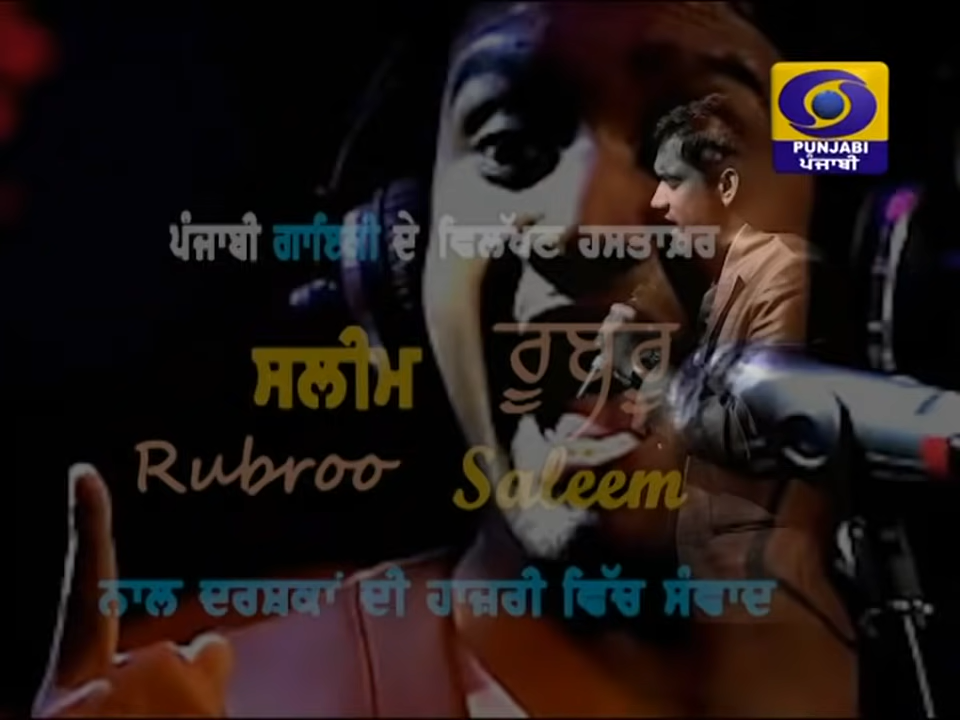 PUNJABI
ਪੰਜਾਬੀ
ਪੰਜਾਬੀ ਗਾਇਕੀ ਦੇ ਵਿਲੱਖਣ ਹਸਤਾਖ਼ਰ
ਸਲੀਮ ਰੂਬਰੂ
Rubroo Saleem
ਨਾਲ ਦਰਸ਼ਕਾਂ ਦੀ ਹਾਜ਼ਰੀ ਵਿੱਚ ਸੰਵਾਦ